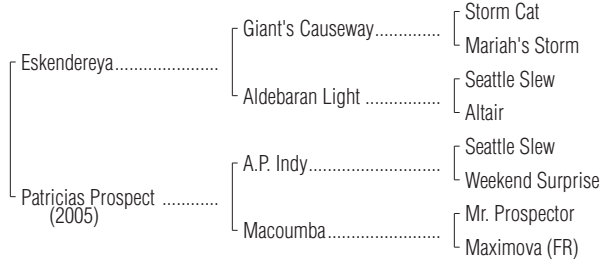 Storm Cat
Giant's Causeway..............
Mariah's Storm
Eskendereya......................
Seattle Slew
Aldebaran Light ................
Altair
Seattle Slew
A.P. Indy............................
Weekend Surprise
Patricias Prospect ............
(2005)
Mr. Prospector
Macoumba........................
Maximova (FR)